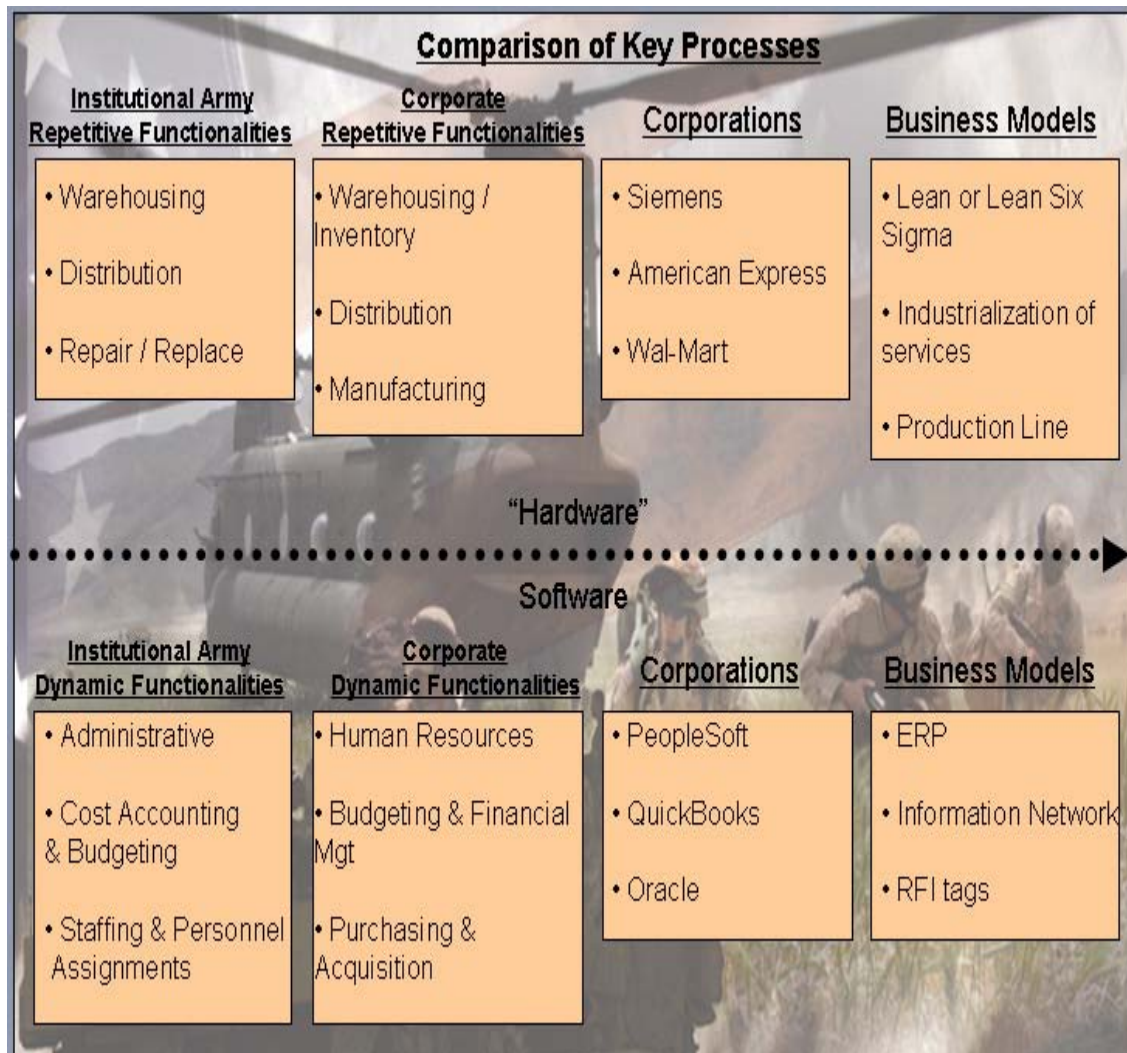 Comparison of Key Processes
Institutional Army
Repetitive Functionalities
• Warehousing
• Distribution
• Repair / Replace
Corporate
Repetitive Functionalities
• Warehousing /
Inventory
• Distribution
• Manufacturing
Corporations
• Siemens
• American Express
• Wal-Mart
Business Models
• Lean or Lean Six
Sigma
• Industrialization of
services
• Production Line
“Hardware”
Software
Institutional Army
Dynamic Functionalities
• Administrative
• Cost Accounting
& Budgeting
• Staffing & Personnel
Assignments
Corporate
Dynamic Functionalities
• Human Resources
• Budgeting & Financial
Mgt
• Purchasing &
Acquisition
Corporations
• PeopleSoft
• QuickBooks
• Oracle
Business Models
• ERP
• Information Network
• RFI tags